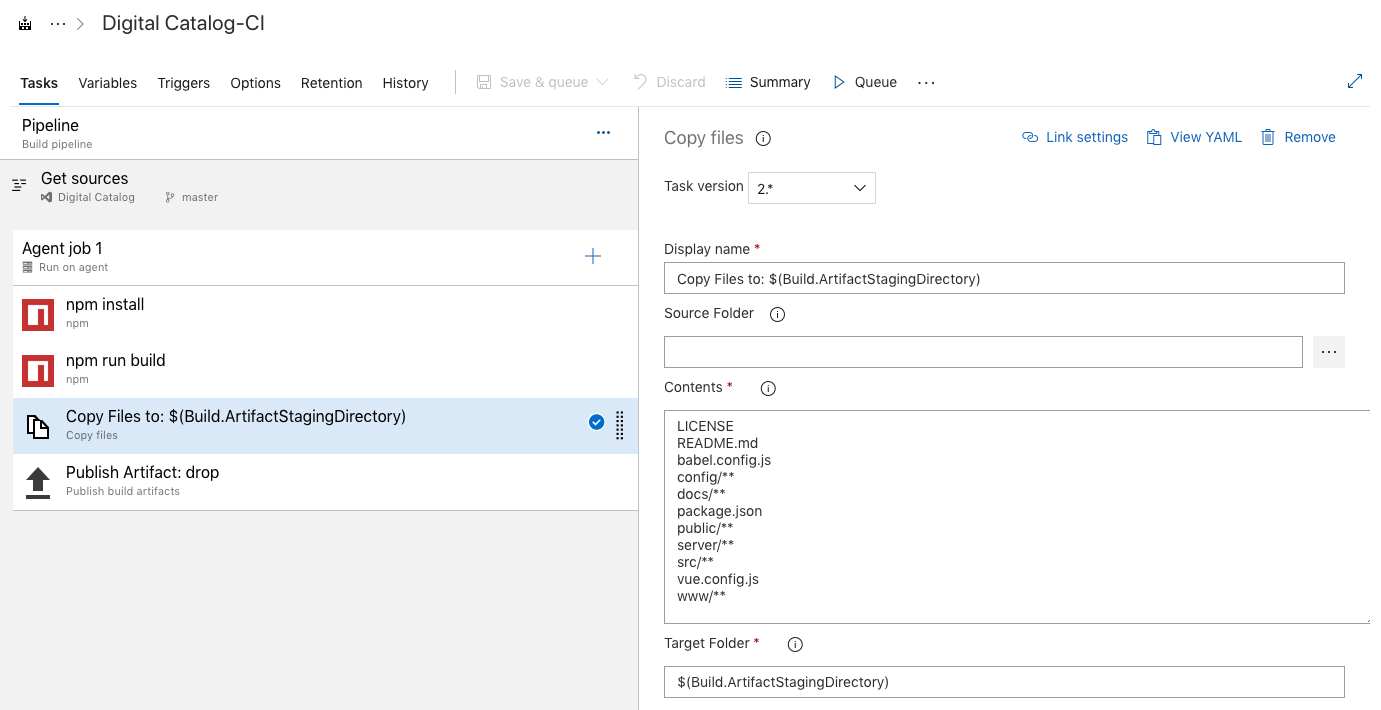 Digital Catalog-CI
Tasks Variables Triggers Options Retention History Save & queue Discard Summary Queue
Pipeline
Build pipeline
Get sources
Digital Catalog master
Agent job 1
Run on agent
npm install
npm
npm run build
npm
Copy Files to: $(Build.ArtifactStagingDirectory)
Copy files
Publish Artifact: drop
Publish build artifacts
Copy files Link settings View YAML Remove
Task version 2.*
Display name *
Copy Files to: $(Build.ArtifactStagingDirectory)
Source Folder
Contents *
LICENSE
README.md
babel.config.js
config/**
docs/**
package.json
public/**
server/**
src/**
vue.config.js
www/**
Target Folder *
$(Build.ArtifactStagingDirectory)